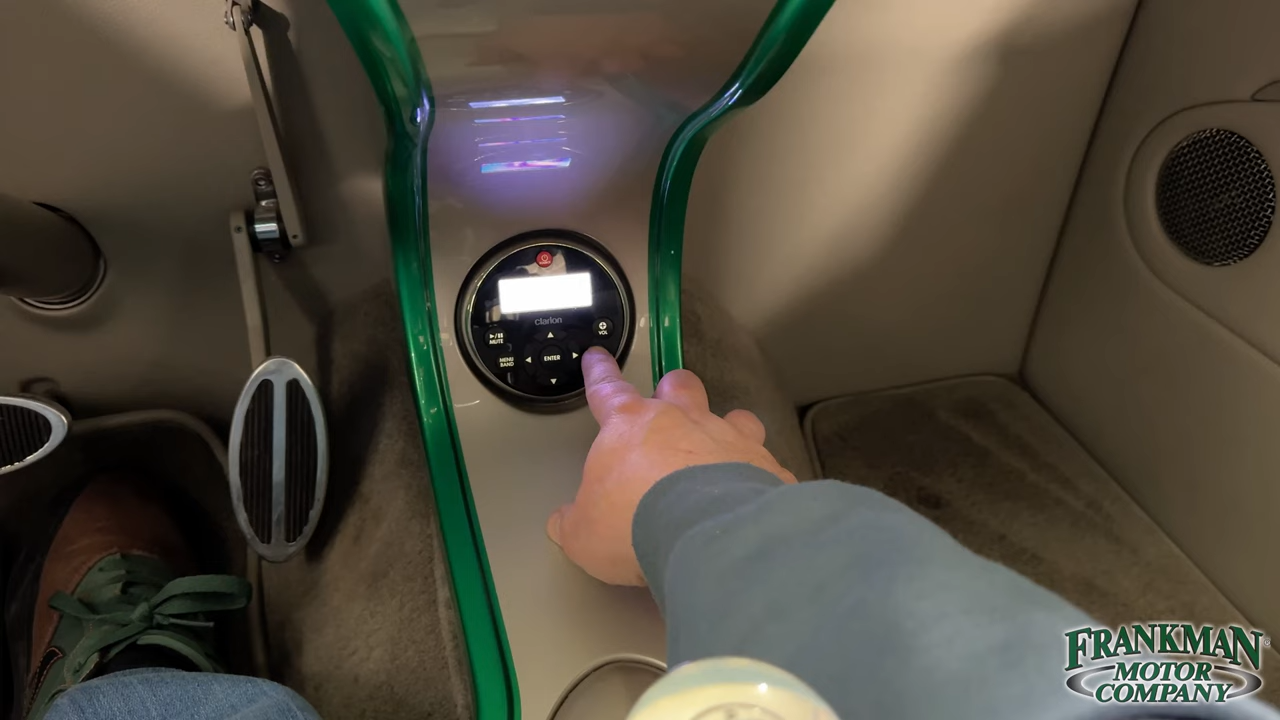 clarion
▶/II
MUTE
VOL
MENU
BAND
ENTER
FRANKMAN®
MOTOR
COMPANY